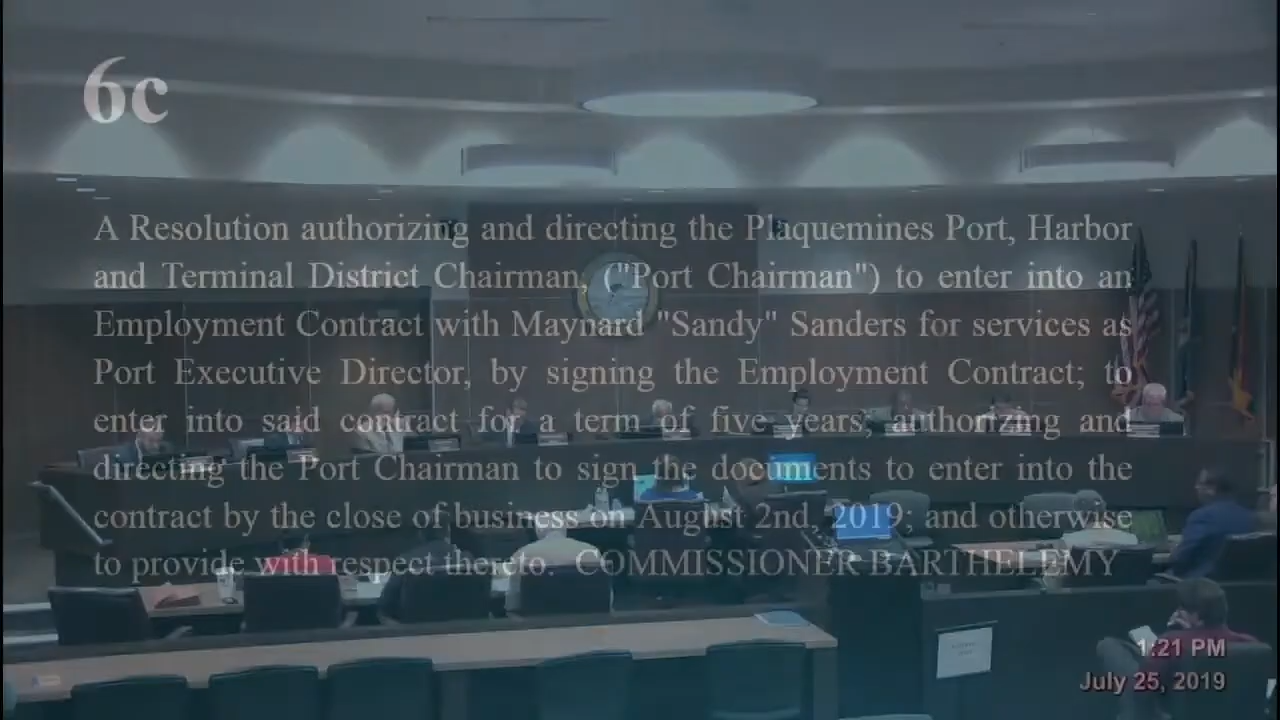 6c
A Resolution authorizing and directing the Plaquemines Port, Harbor
and Terminal District Chairman, ("Port Chairman") to enter into an
Employment Contract with Maynard "Sandy" Sanders for services as
Port Executive Director, by signing the Employment Contract; to
enter into said contract for a term of five years; authorizing and
directing the Port Chairman to sign the documents to enter into the
contract by the close of business on August 2nd, 2019; and otherwise
to provide with respect thereto. COMMISSIONER BARTHELEMY
1:21 PM
July 25, 2019